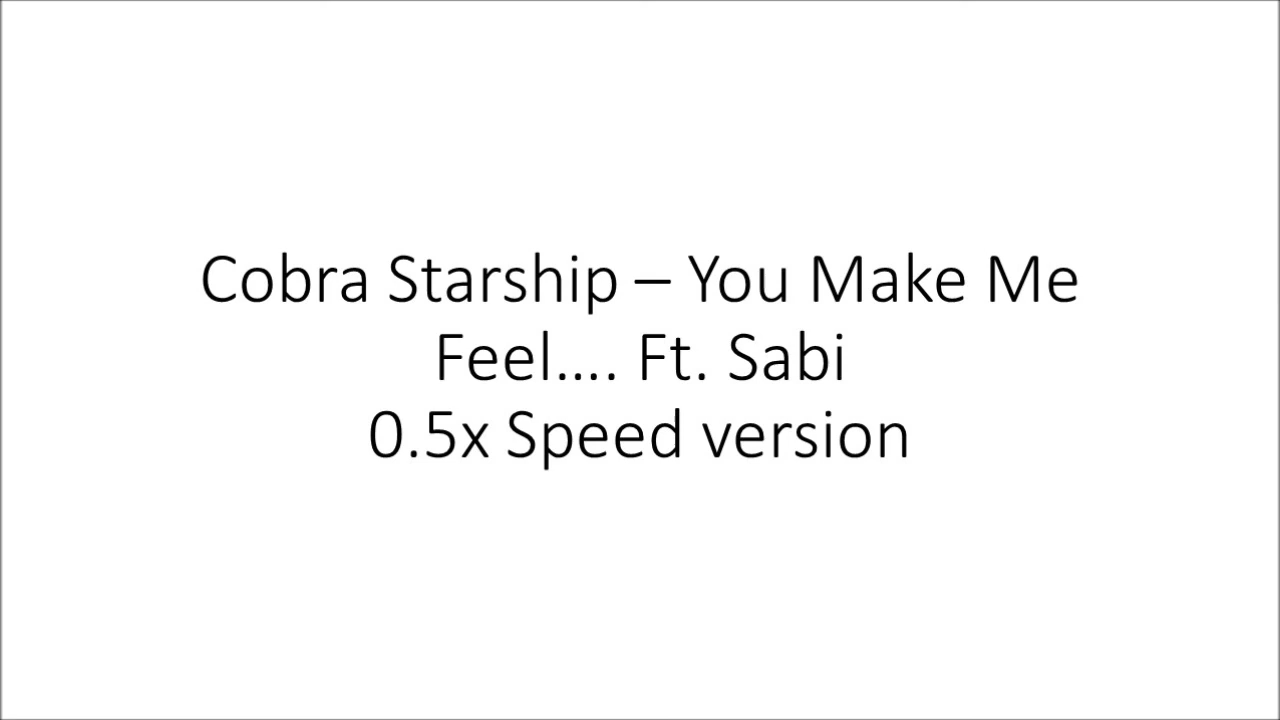 Cobra Starship – You Make Me
Feel…. Ft. Sabi
0.5x Speed version